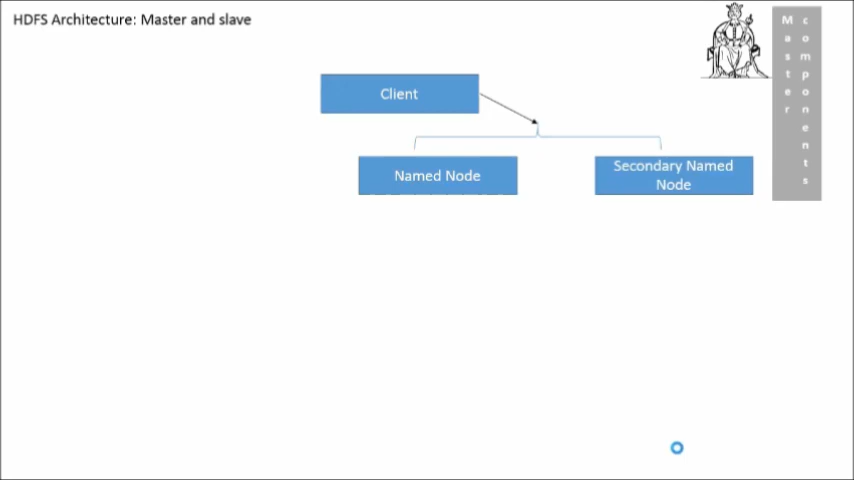 HDFS Architecture: Master and slave
Client
Named Node
Secondary Named
Node
Master
components